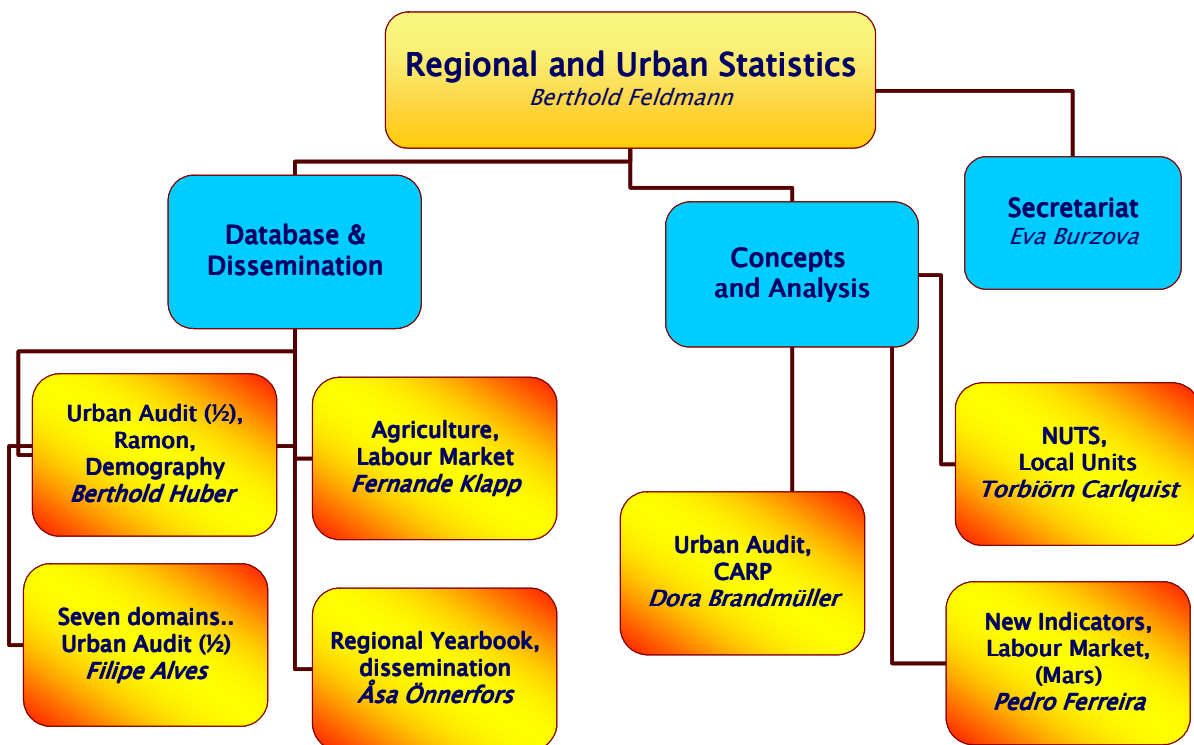 Regional and Urban Statistics
Berthold Feldmann
Secretariat
Eva Burzova
Database &
Dissemination
Concepts
and Analysis
Urban Audit (½),
Ramon,
Demography
Berthold Huber
Agriculture,
Labour Market
Fernande Klapp
NUTS,
Local Units
Torbiörn Carlquist
Urban Audit,
CARP
Dora Brandmüller
Seven domains..
Urban Audit (½)
Filipe Alves
Regional Yearbook,
dissemination
Åsa Önnerfors
New Indicators,
Labour Market,
(Mars)
Pedro Ferreira